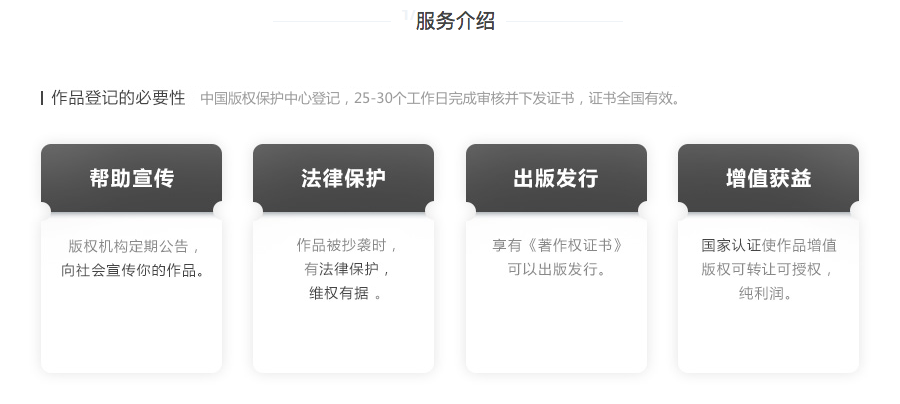 服务介绍
作品登记的必要性 中国版权保护中心登记，25-30个工作日完成审核并下发证书，证书全国有效。
帮助宣传
版权机构定期公告，
向社会宣传你的作品。
法律保护
作品被抄袭时，
有法律保护，
维权有据 。
出版发行
享有《著作权证书》
可以出版发行。
增值获益
国家认证使作品增值
版权可转让可授权，
纯利润。